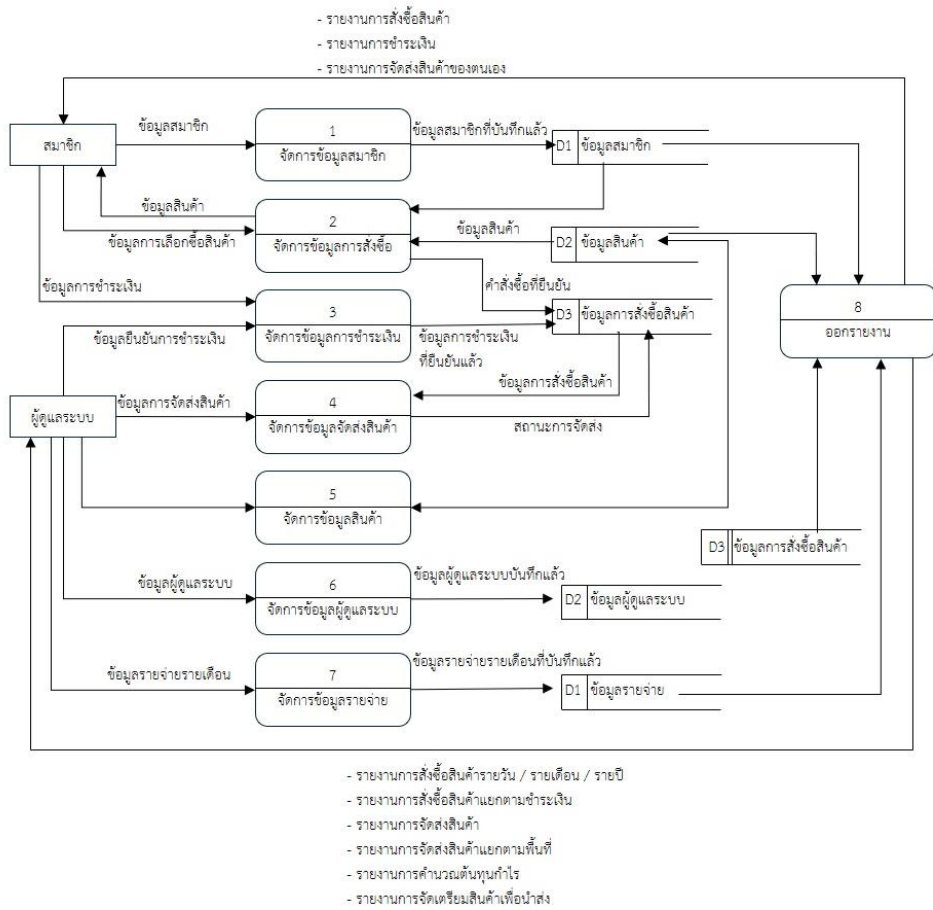 - รายงานการสั่งซื้อสินค้า
- รายงานการชำระเงิน
- รายงานการจัดส่งสินค้าของตนเอง
สมาชิก
ข้อมูลสมาชิก
1
จัดการข้อมูลสมาชิก
ข้อมูลสมาชิกที่บันทึกแล้ว
D1 ข้อมูลสมาชิก
ข้อมูลสินค้า
ข้อมูลการเลือกซื้อสินค้า
2
จัดการข้อมูลการสั่งซื้อ
ข้อมูลสินค้า
D2 ข้อมูลสินค้า
คำสั่งซื้อที่ยืนยัน
ข้อมูลการชำระเงิน
3
จัดการข้อมูลการชำระเงิน
D3 ข้อมูลการสั่งซื้อสินค้า
8
ออกรายงาน
ข้อมูลยืนยันการชำระเงิน
ข้อมูลการชำระเงิน
ที่ยืนยันแล้ว
ข้อมูลการสั่งซื้อสินค้า
ผู้ดูแลระบบ
ข้อมูลการจัดส่งสินค้า
4
จัดการข้อมูลจัดส่งสินค้า
สถานะการจัดส่ง
5
จัดการข้อมูลสินค้า
D3 ข้อมูลการสั่งซื้อสินค้า
ข้อมูลผู้ดูแลระบบ
6
จัดการข้อมูลผู้ดูแลระบบ
ข้อมูลผู้ดูแลระบบบันทึกแล้ว
D2 ข้อมูลผู้ดูแลระบบ
ข้อมูลรายจ่ายรายเดือน
7
จัดการข้อมูลรายจ่าย
ข้อมูลรายจ่ายรายเดือนที่บันทึกแล้ว
D1 ข้อมูลรายจ่าย
- รายงานการสั่งซื้อสินค้ารายวัน / รายเดือน / รายปี
- รายงานการสั่งซื้อสินค้าแยกตามชำระเงิน
- รายงานการจัดส่งสินค้า
- รายงานการจัดส่งสินค้าแยกตามพื้นที่
- รายงานการคำนวณต้นทุนกำไร
- รายงานการจัดเตรียมสินค้าเพื่อนำส่ง